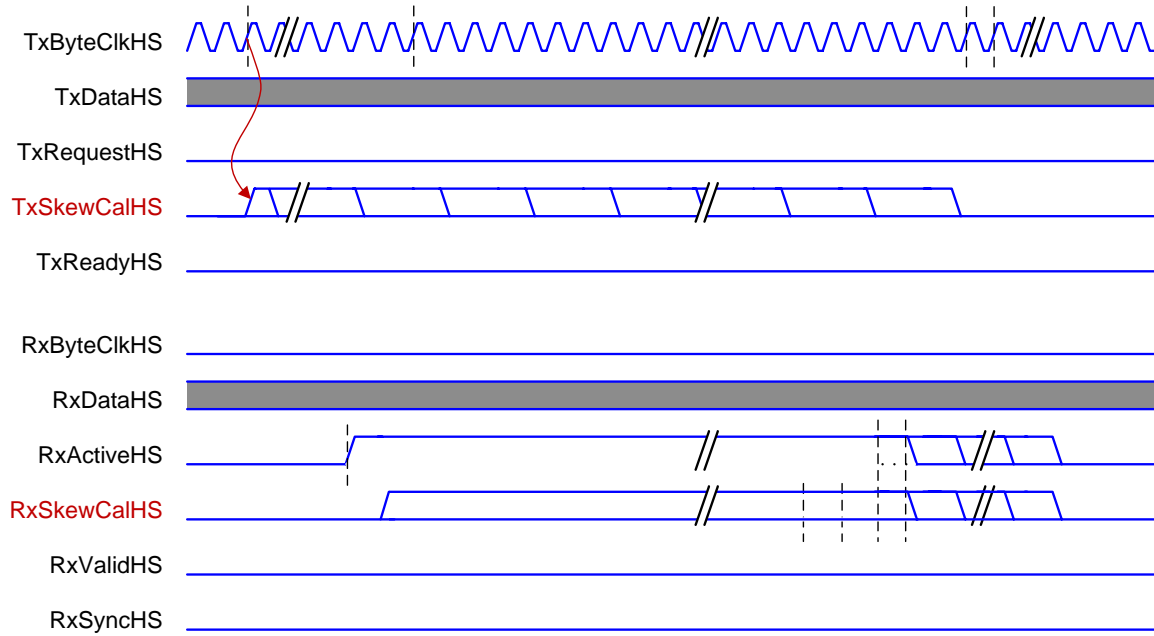 TxByteClkHS
TxDataHS
TxRequestHS
TxSkewCalHS
TxReadyHS
RxByteClkHS
RxDataHS
RxActiveHS
RxSkewCalHS
RxValidHS
RxSyncHS